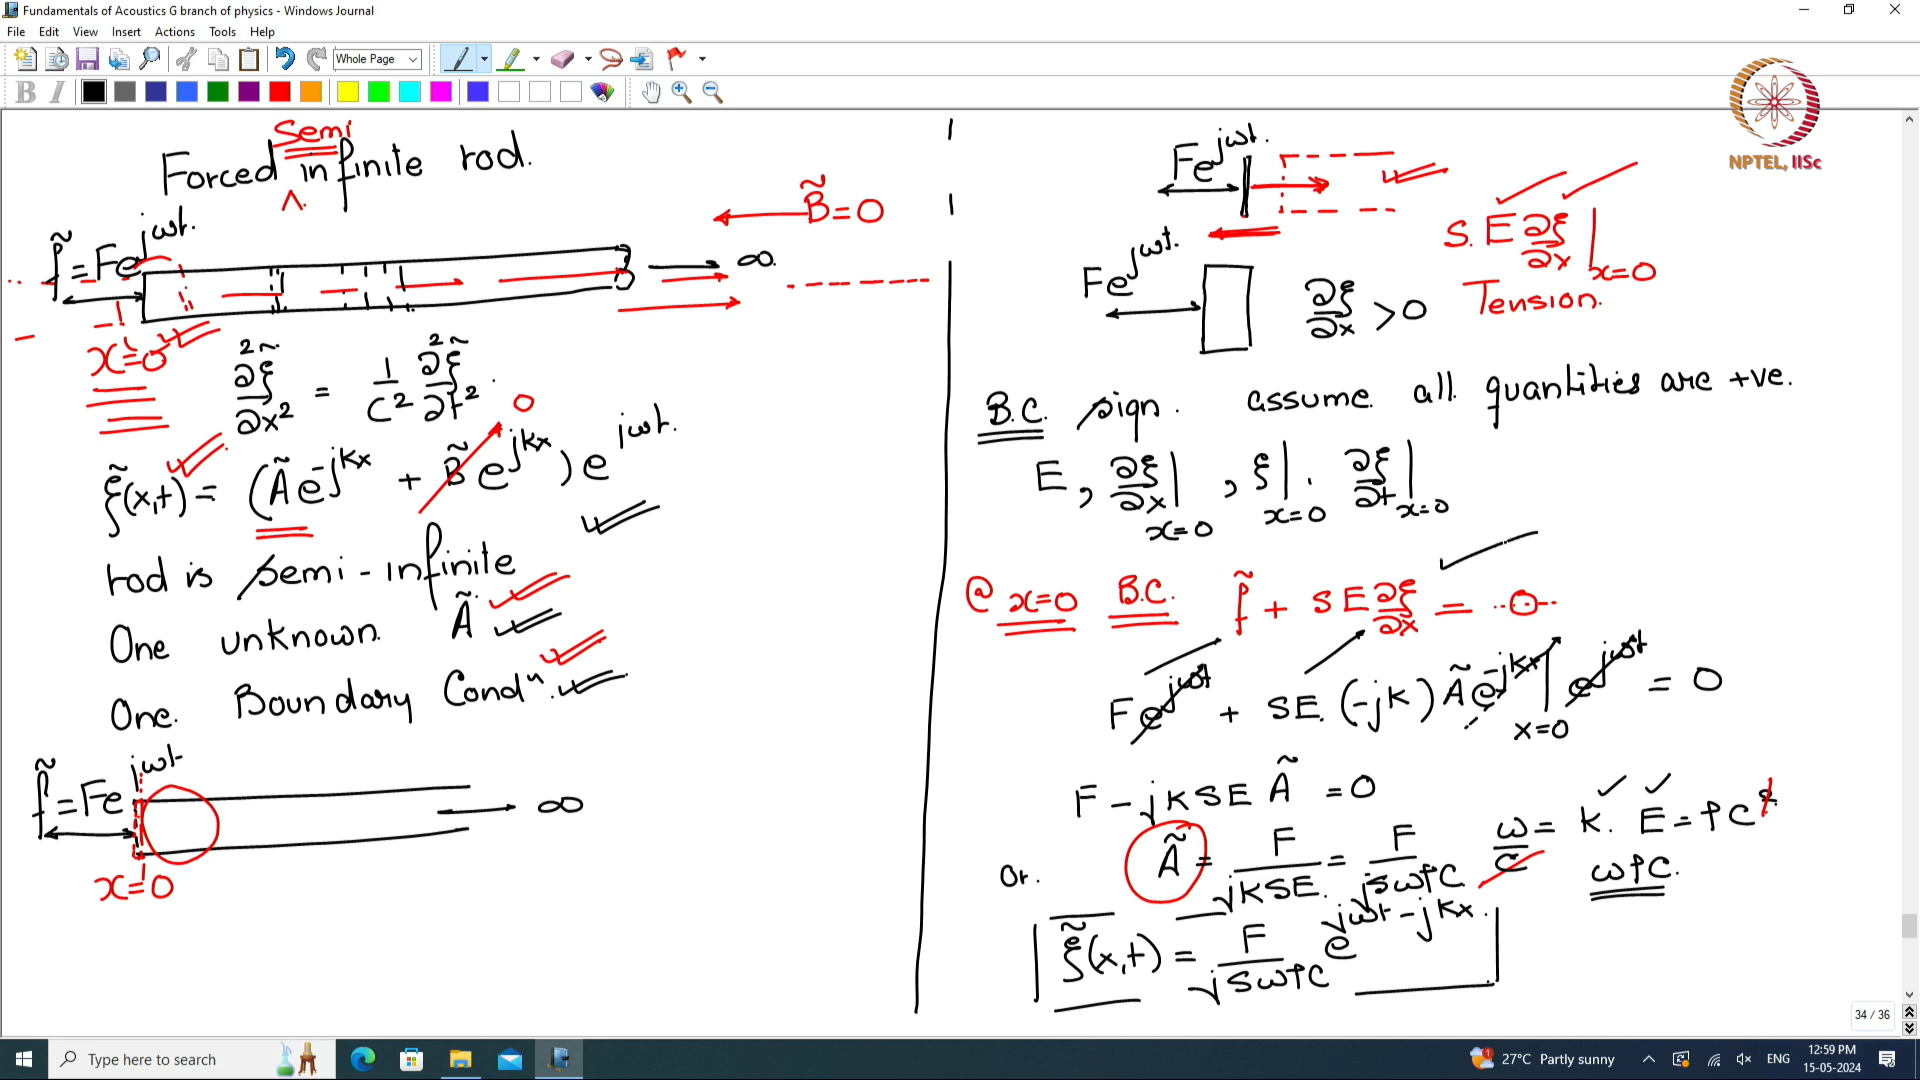 Fundamentals of Acoustics G branch of physics - Windows Journal
File Edit View Insert Actions Tools Help
Whole Page
B I
NPTEL, IISc
Semi
Forced infinite rod.
B̃=0
f̃ = Fe^{jωt}.
∞
x=0
∂²ξ̃/∂x² = 1/C² ∂²ξ̃/∂t².
0
ξ̃(x,t) = (Ãe^{-jkx} + B̃e^{jkx})e^{jωt}.
rod is semi-infinite
One unknown. Ã
One. Boundary Condⁿ.
f̃ = Fe^{jωt}
∞
x=0
Fe^{jωt}.
S.E ∂ξ/∂x |x=0
Tension.
Fe^{jωt}.
∂ξ/∂x > 0
B.C. sign. assume all quantities are +ve.
E, ∂ξ/∂x|x=0, ξ|x=0. ∂ξ/∂t|x=0
@ x=0 B.C. f̃ + SE ∂ξ/∂x = 0
Fe^{jωt} + SE.(-jk)Ãe^{-jkx}|x=0 e^{jωt} = 0
F - jkSEÃ = 0
Or. Ã = F/jkSE. = F/jSωρC
ω/C = k. E = ρC²
ωρC.
ξ̃(x,t) = F/jSωρC e^{jωt-jkx}.
34 / 36
Type here to search
27°C Partly sunny
ENG
12:59 PM
15-05-2024